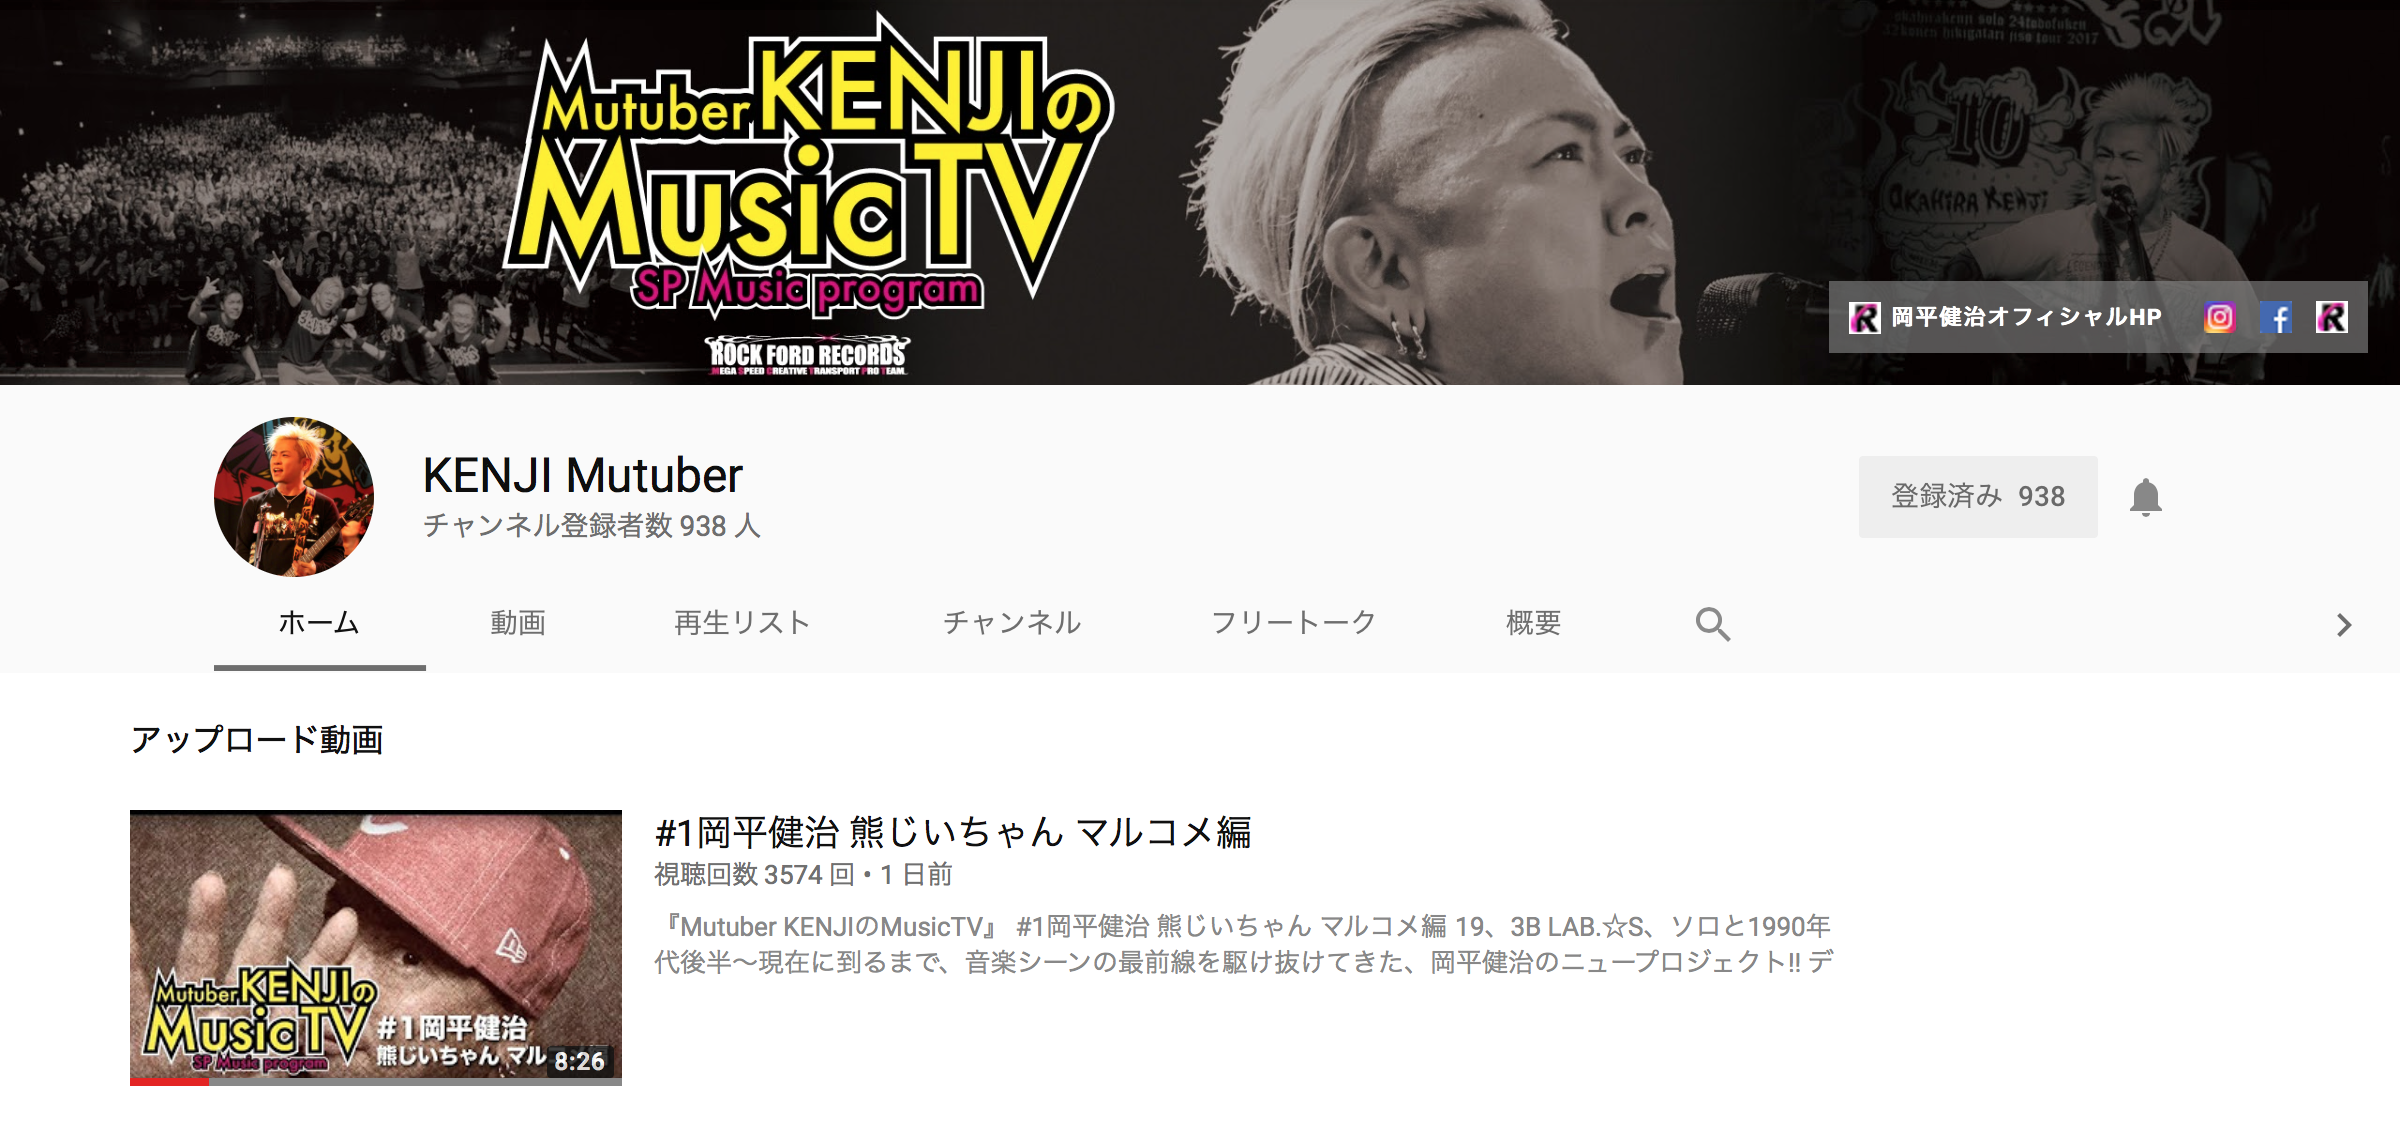 okahirakenji solo 24todofuken
32konen hikigatari jiso tour 2017
Mutuber KENJIの
Music TV
SP Music program
ROCK FORD RECORDS
MEGA SPEED CREATIVE TRANSPORT PRO TEAM
10
OKAHIRA KENJI
岡平健治オフィシャルHP
KENJI Mutuber
チャンネル登録者数 938 人
登録済み 938
ホーム 動画 再生リスト チャンネル フリートーク 概要
アップロード動画
#1岡平健治 熊じいちゃん マルコメ編
視聴回数 3574 回・1 日前
『Mutuber KENJIのMusicTV』 #1岡平健治 熊じいちゃん マルコメ編 19、3B LAB.☆S、ソロと1990年
代後半〜現在に到るまで、音楽シーンの最前線を駆け抜けてきた、岡平健治のニュープロジェクト!! デ
Mutuber KENJIの
Music TV
SP Music program
#1岡平健治
熊じいちゃん マル
8:26